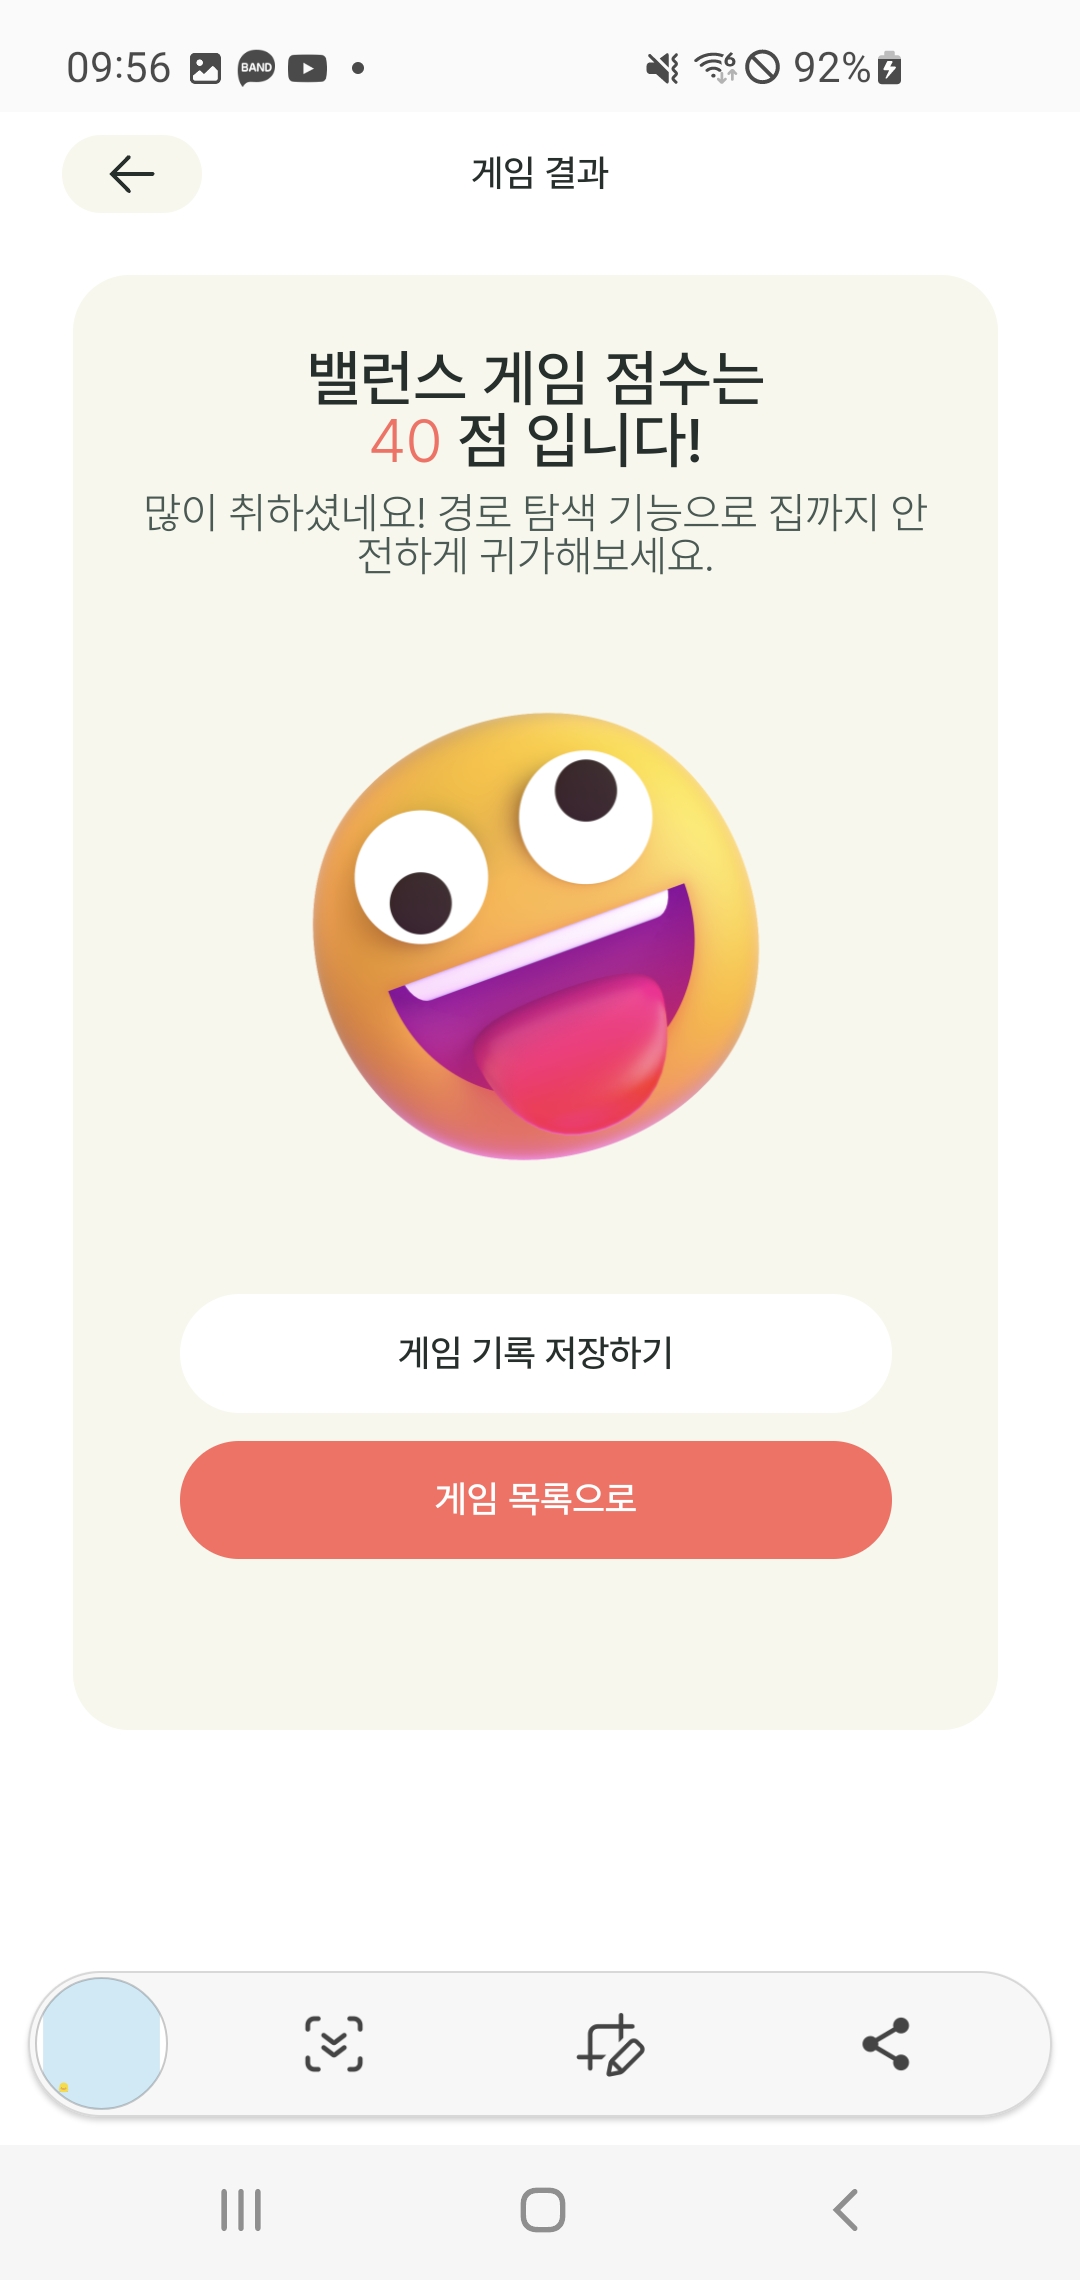 09:56 BAND 6 92%
게임 결과
밸런스 게임 점수는
40 점 입니다!
많이 취하셨네요! 경로 탐색 기능으로 집까지 안
전하게 귀가해보세요.
게임 기록 저장하기
게임 목록으로